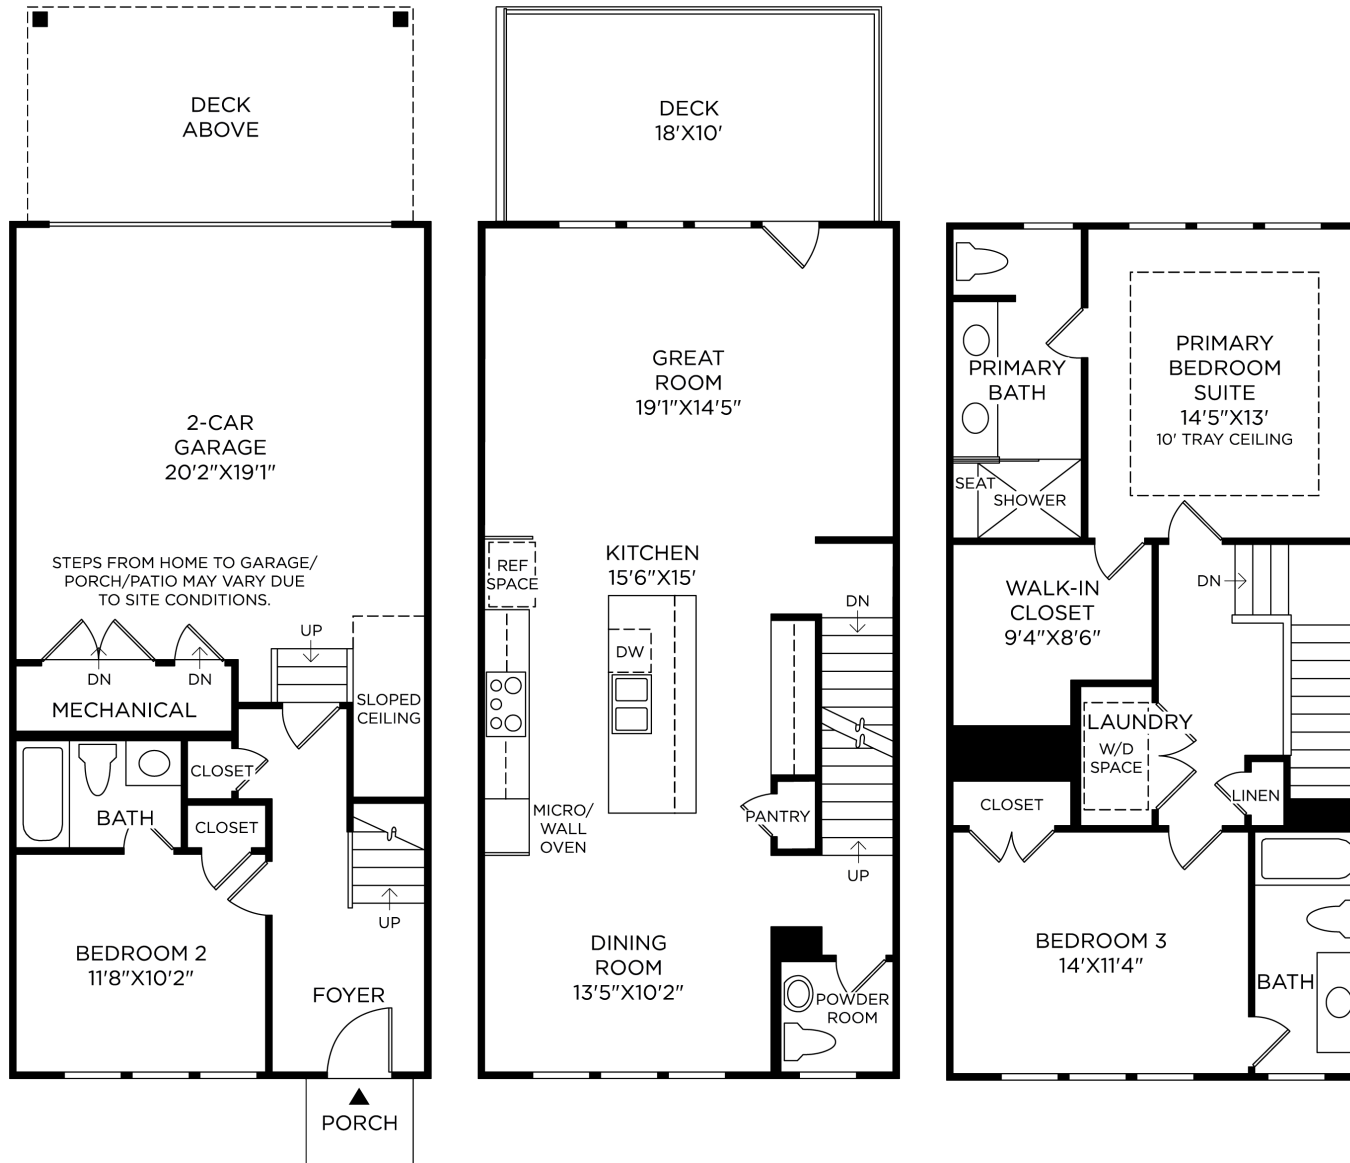 DECK
ABOVE
2-CAR
GARAGE
20'2"X19'1"
STEPS FROM HOME TO GARAGE/
PORCH/PATIO MAY VARY DUE
TO SITE CONDITIONS.
UP
DN
DN
MECHANICAL
SLOPED
CEILING
CLOSET
BATH
CLOSET
UP
BEDROOM 2
11'8"X10'2"
FOYER
PORCH
DECK
18'X10'
GREAT
ROOM
19'1"X14'5"
KITCHEN
15'6"X15'
REF
SPACE
DW
DN
MICRO/
WALL
OVEN
PANTRY
UP
DINING
ROOM
13'5"X10'2"
POWDER
ROOM
PRIMARY
BATH
PRIMARY
BEDROOM
SUITE
14'5"X13'
10' TRAY CEILING
SEAT
SHOWER
WALK-IN
CLOSET
9'4"X8'6"
DN
LAUNDRY
W/D
SPACE
CLOSET
LINEN
BEDROOM 3
14'X11'4"
BATH